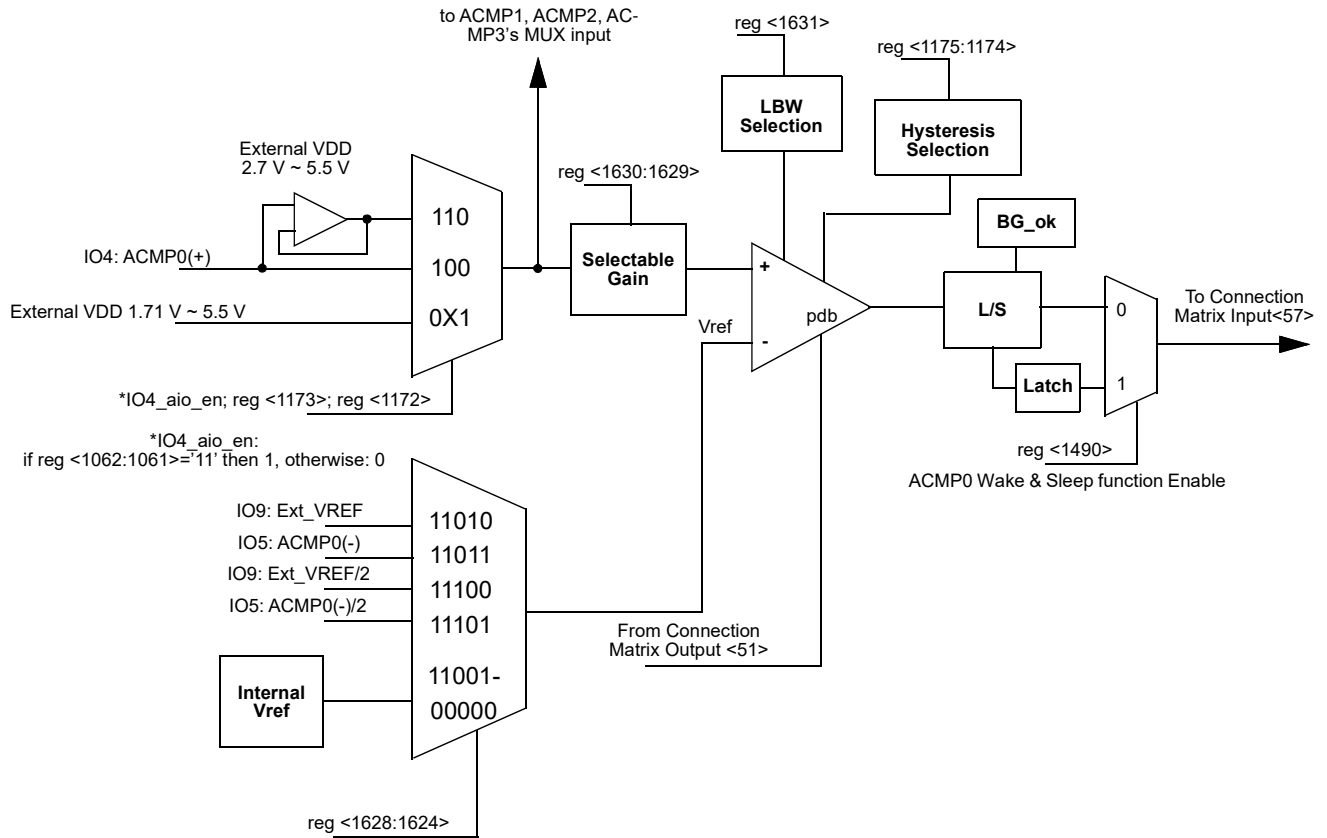 to ACMP1, ACMP2, AC-
MP3's MUX input
reg <1631>
reg <1175:1174>
LBW
Selection
Hysteresis
Selection
External VDD
2.7 V ~ 5.5 V
reg <1630:1629>
110
BG_ok
IO4: ACMP0(+)
100
Selectable
Gain
+
External VDD 1.71 V ~ 5.5 V
0X1
Vref
-
pdb
L/S
0
To Connection
Matrix Input<57>
Latch
1
*IO4_aio_en; reg <1173>; reg <1172>
*IO4_aio_en:
if reg <1062:1061>='11' then 1, otherwise: 0
reg <1490>
ACMP0 Wake & Sleep function Enable
IO9: Ext_VREF
11010
IO5: ACMP0(-)
11011
IO9: Ext_VREF/2
11100
IO5: ACMP0(-)/2
11101
From Connection
Matrix Output <51>
11001-
00000
Internal
Vref
reg <1628:1624>